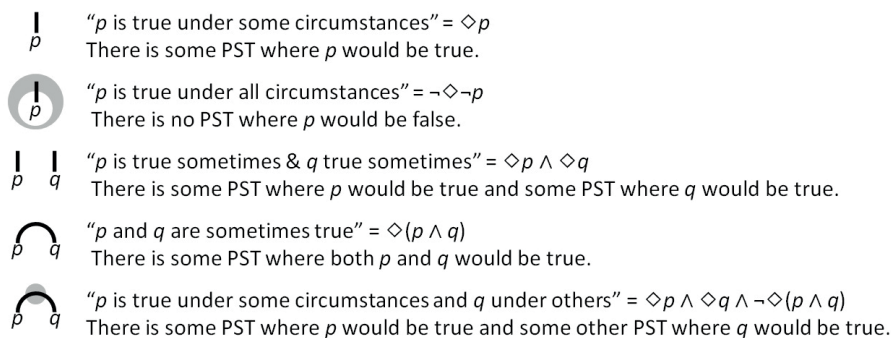 p
“p is true under some circumstances” = ◇p
There is some PST where p would be true.
p
“p is true under all circumstances” = ¬◇¬p
There is no PST where p would be false.
p q
“p is true sometimes & q true sometimes” = ◇p ∧ ◇q
There is some PST where p would be true and some PST where q would be true.
p q
“p and q are sometimes true” = ◇(p ∧ q)
There is some PST where both p and q would be true.
p q
“p is true under some circumstances and q under others” = ◇p ∧ ◇q ∧ ¬◇(p ∧ q)
There is some PST where p would be true and some other PST where q would be true.